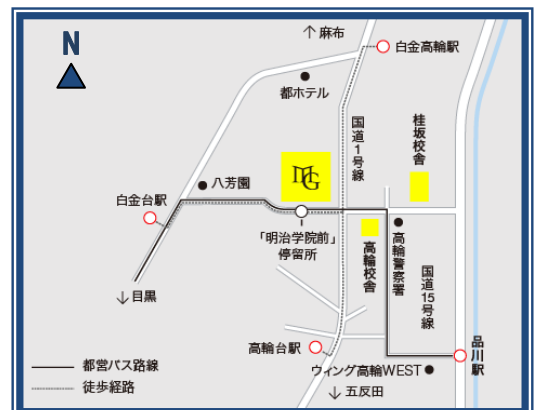 N
↑麻布
白金高輪駅
都ホテル
国道1号線
桂坂校舎
MG
八芳園
白金台駅
「明治学院前」
停留所
高輪校舎
高輪警察署
国道15号線
↓目黒
高輪台駅
品川駅
都営バス路線
ウィング高輪WEST
徒歩経路
↓五反田